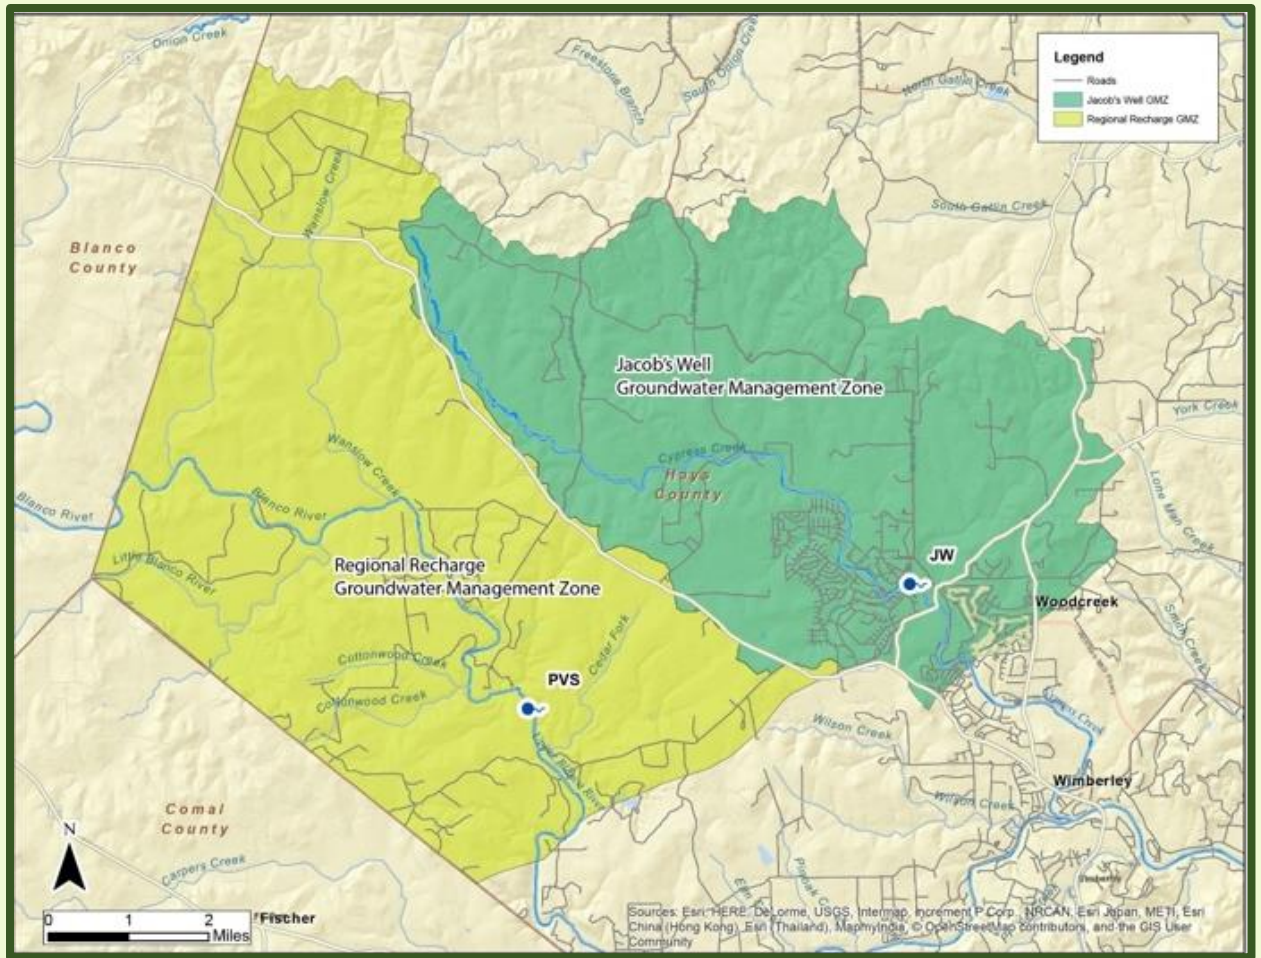 Onion Creek
Freestone Branch
South Onion Creek
North Gatlin Creek
Legend
Roads
Jacob's Well GMZ
Regional Recharge GMZ
Wanslow Creek
South Gatlin Creek
Blanco
County
Jacob's Well
Groundwater Management Zone
York Creek
Wanslow Creek
Cypress Creek
Hays
County
Blanco River
Blanco River
Lone Man Creek
Little Blanco River
Regional Recharge
Groundwater Management Zone
JW
Woodcreek
Smith Creek
Cedar Fork
Cottonwood Creek
PVS
Cottonwood Creek
Cypress Creek
Wilson Creek
Wimberley
Wilson Creek
Comal
County
N
Carpers Creek
Pinoak
Wimberley
0 1 2
Miles
Fischer
Sources: Esri, HERE, DeLorme, USGS, Intermap, increment P Corp., NRCAN, Esri Japan, METI, Esri
China (Hong Kong), Esri (Thailand), MapmyIndia, © OpenStreetMap contributors, and the GIS User
Community